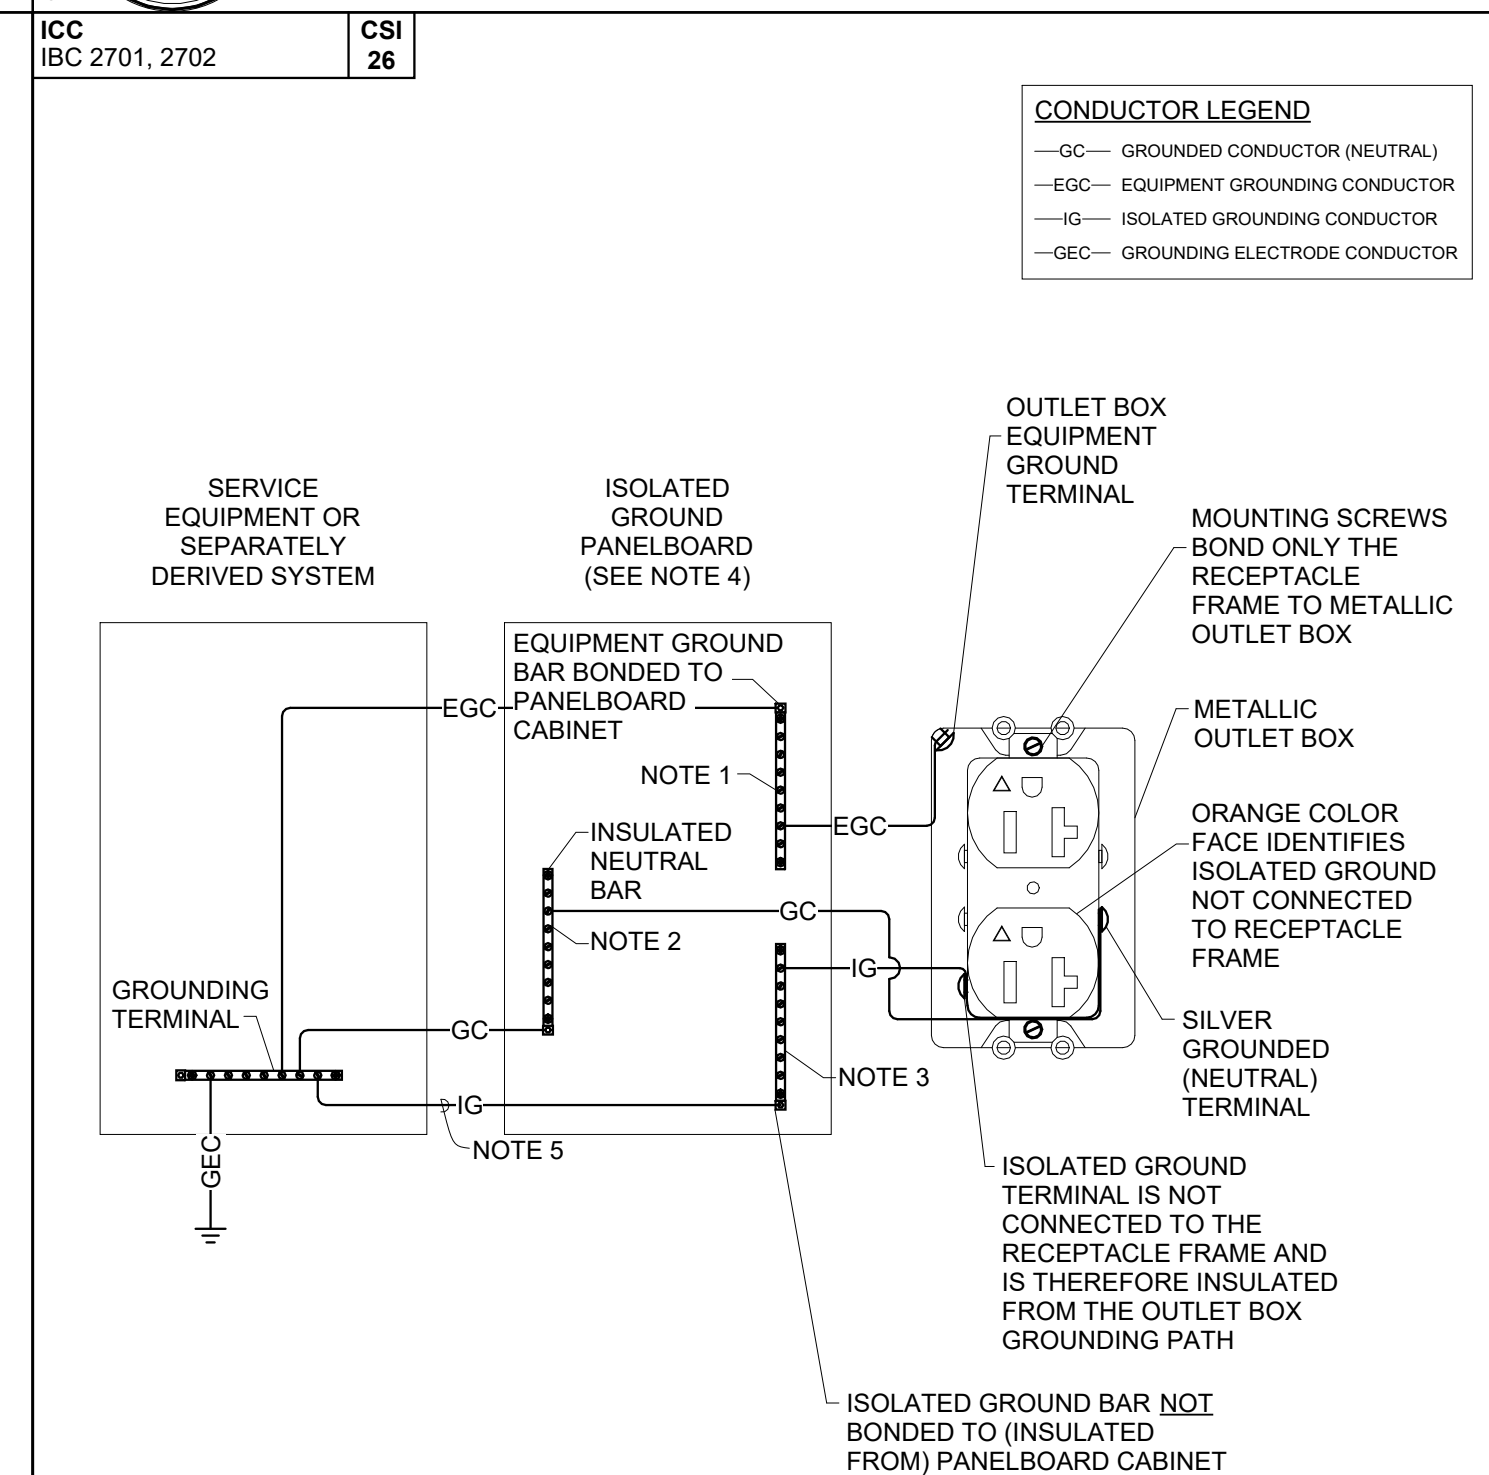 ICC
IBC 2701, 2702
CSI
26
CONDUCTOR LEGEND
GC GROUNDED CONDUCTOR (NEUTRAL)
EGC EQUIPMENT GROUNDING CONDUCTOR
IG ISOLATED GROUNDING CONDUCTOR
GEC GROUNDING ELECTRODE CONDUCTOR
OUTLET BOX
EQUIPMENT
GROUND
TERMINAL
SERVICE
EQUIPMENT OR
SEPARATELY
DERIVED SYSTEM
ISOLATED
GROUND
PANELBOARD
(SEE NOTE 4)
MOUNTING SCREWS
BOND ONLY THE
RECEPTACLE
FRAME TO METALLIC
OUTLET BOX
EQUIPMENT GROUND
BAR BONDED TO
PANELBOARD
CABINET
EGC
METALLIC
OUTLET BOX
NOTE 1
EGC
INSULATED
NEUTRAL
BAR
ORANGE COLOR
FACE IDENTIFIES
ISOLATED GROUND
NOT CONNECTED
TO RECEPTACLE
FRAME
GC
NOTE 2
IG
GROUNDING
TERMINAL
GC
SILVER
GROUNDED
(NEUTRAL)
TERMINAL
NOTE 3
IG
NOTE 5
GEC
ISOLATED GROUND
TERMINAL IS NOT
CONNECTED TO THE
RECEPTACLE FRAME AND
IS THEREFORE INSULATED
FROM THE OUTLET BOX
GROUNDING PATH
ISOLATED GROUND BAR NOT
BONDED TO (INSULATED
FROM) PANELBOARD CABINET